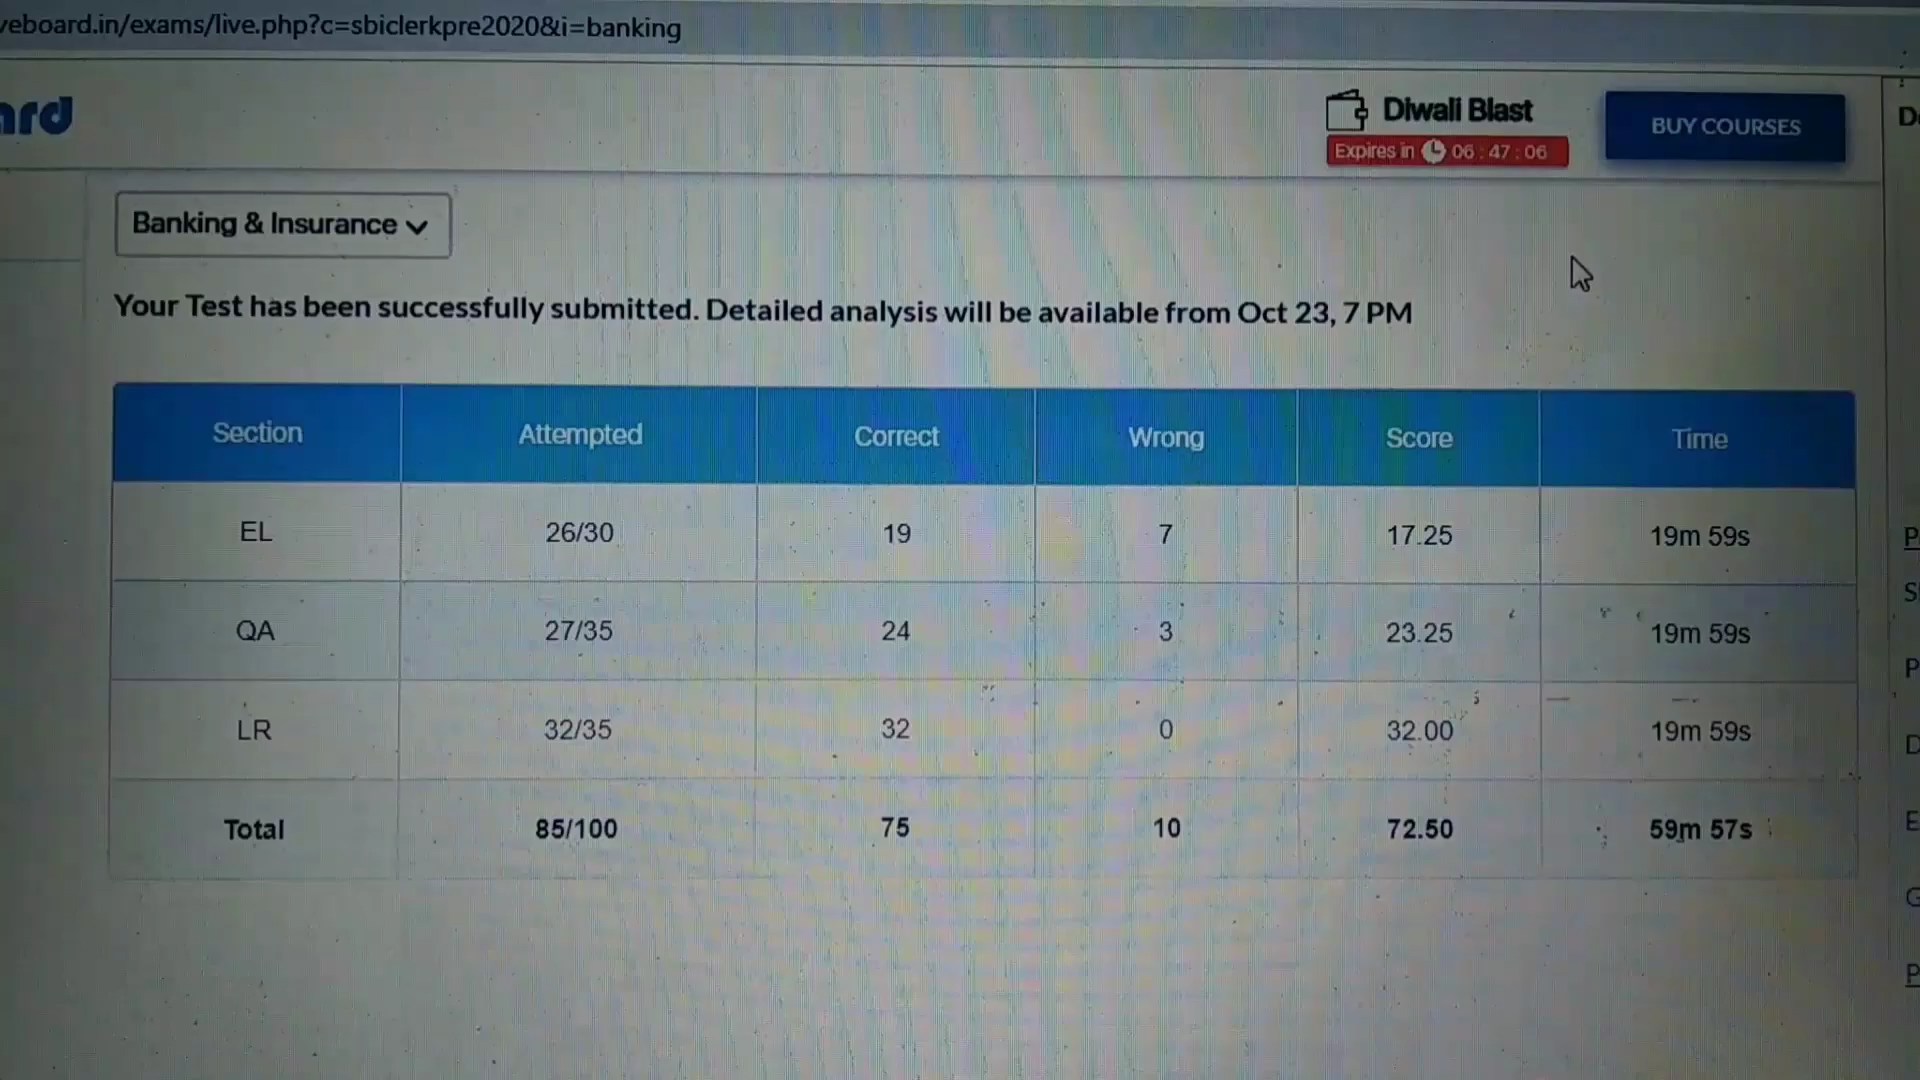 veboard.in/exams/live.php?c=sbiclerkpre2020&i=banking
ard
Diwali Blast
Expires in 06 : 47 : 06
BUY COURSES
Banking & Insurance
Your Test has been successfully submitted. Detailed analysis will be available from Oct 23, 7 PM
Section Attempted Correct Wrong Score Time
EL 26/30 19 7 17.25 19m 59s
QA 27/35 24 3 23.25 19m 59s
LR 32/35 32 0 32.00 19m 59s
Total 85/100 75 10 72.50 59m 57s